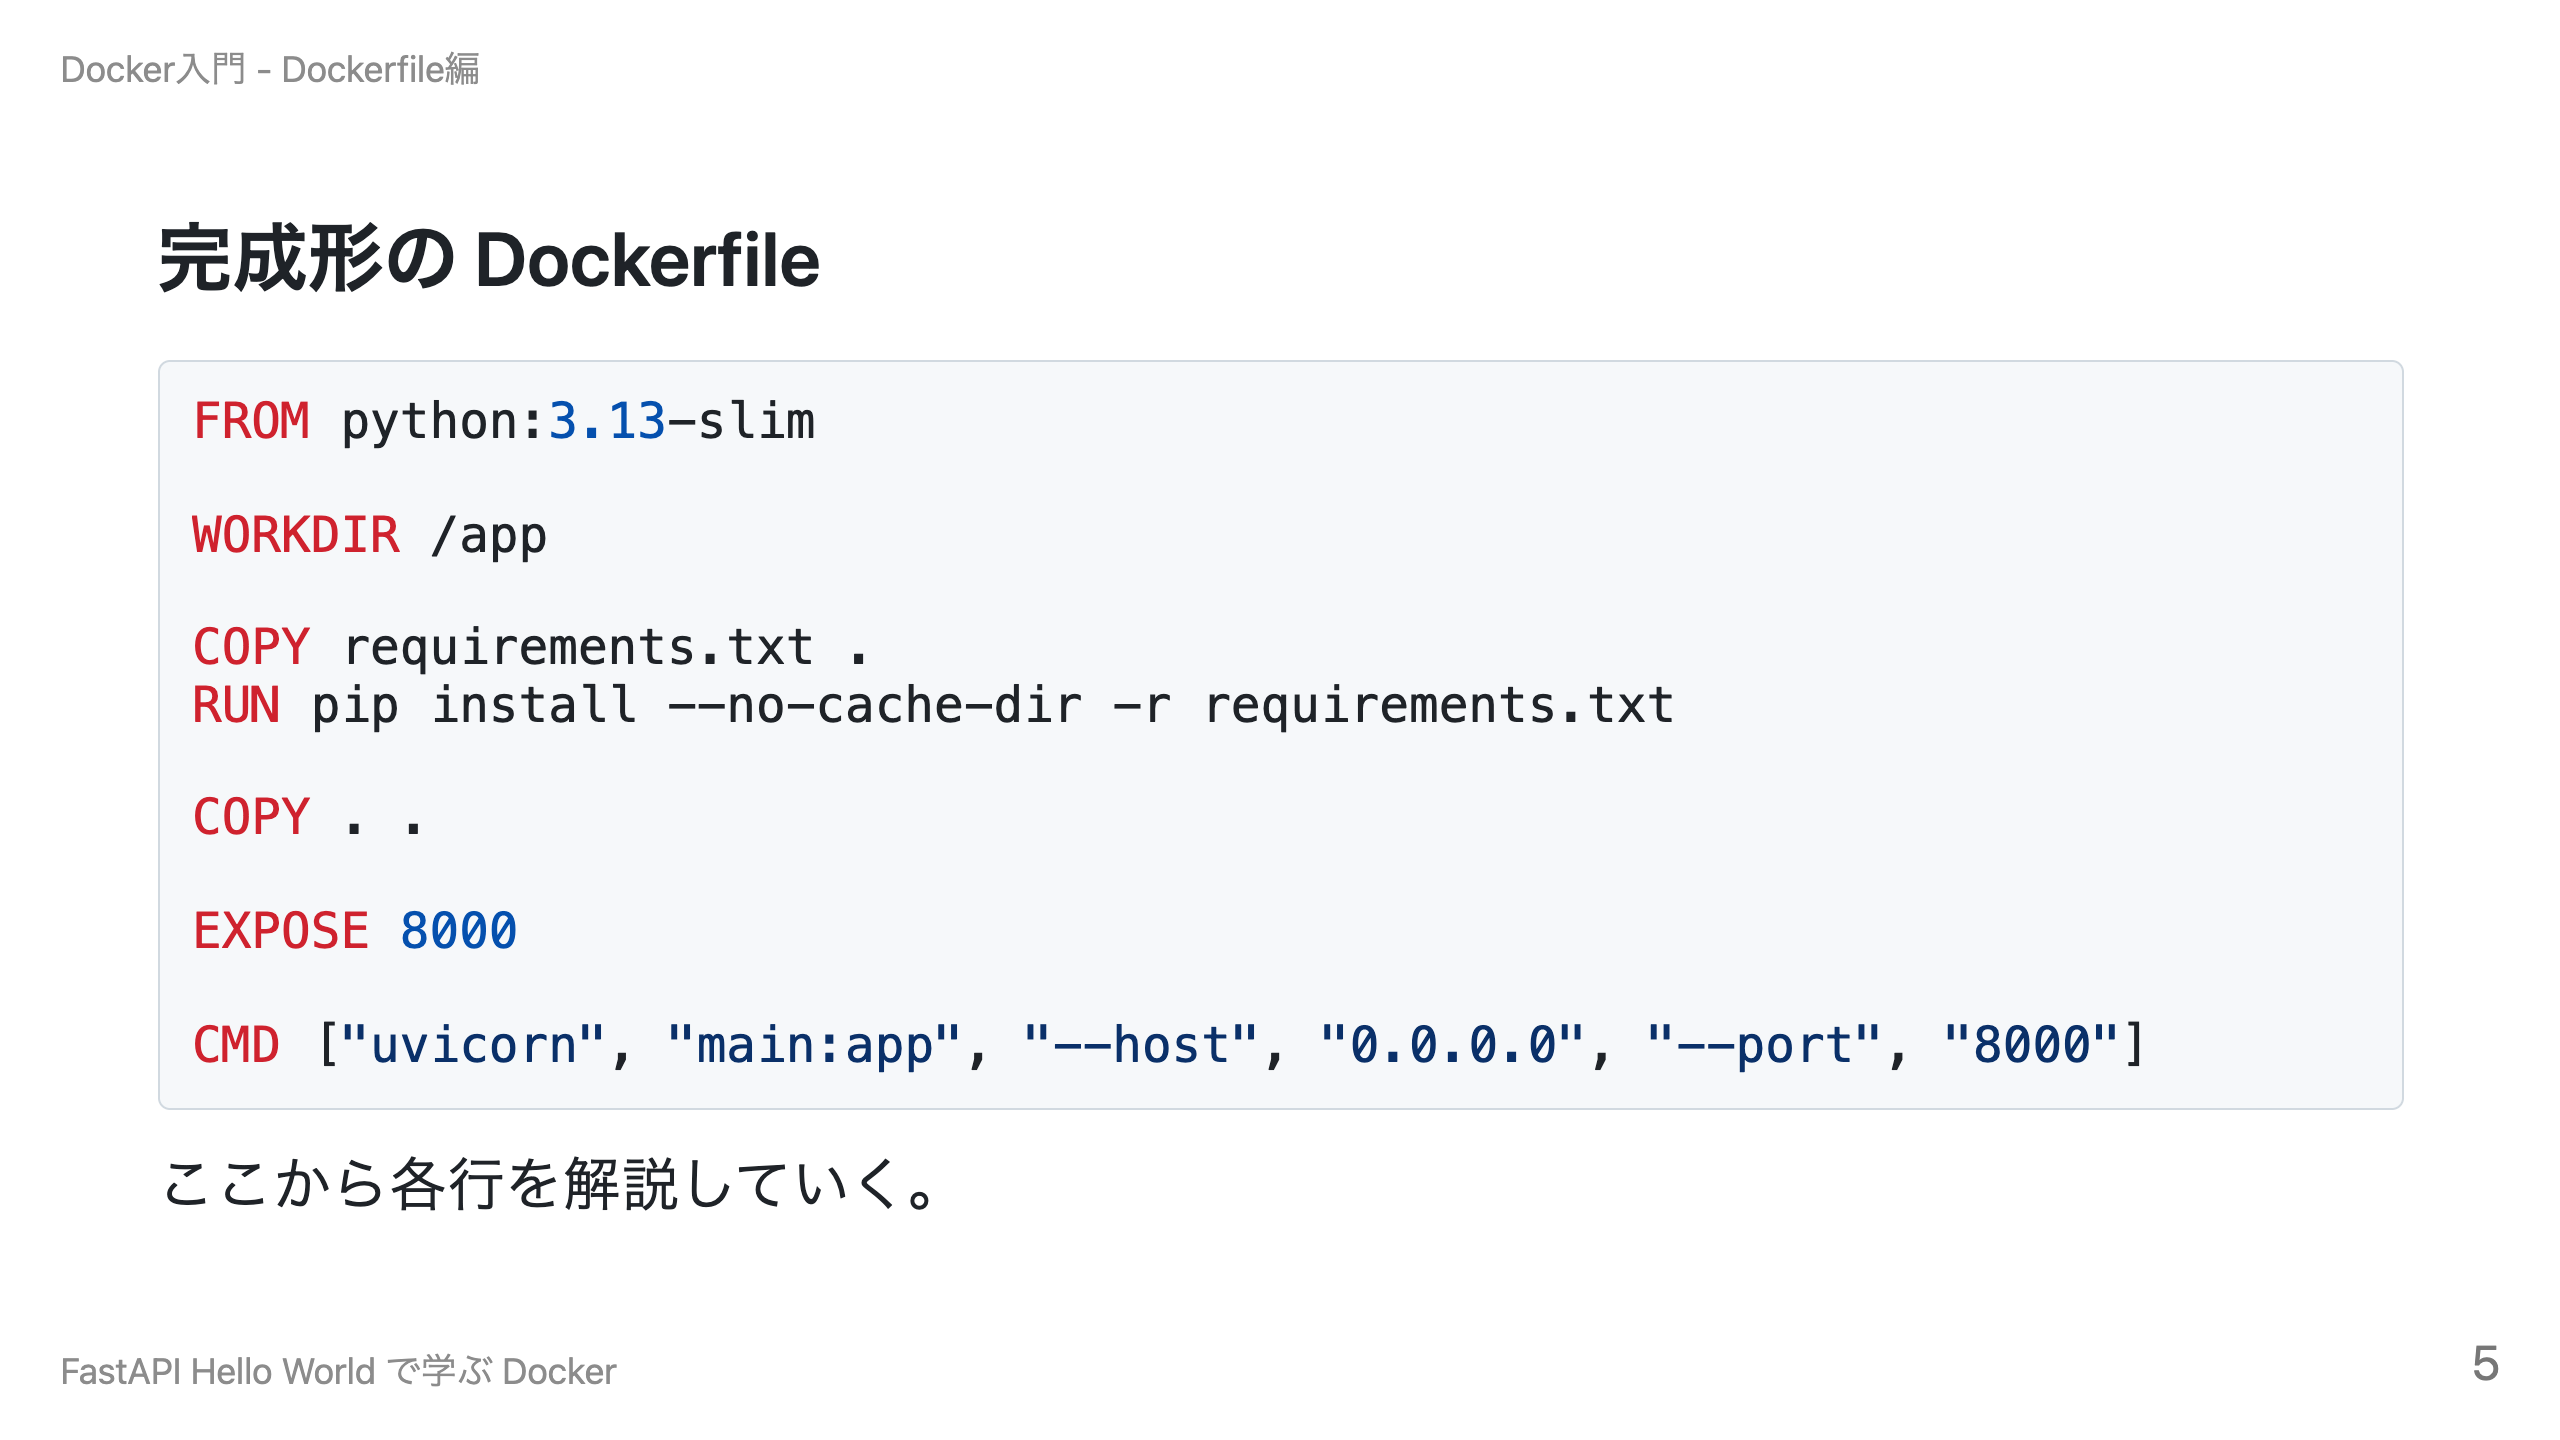 Docker入門 - Dockerfile編
完成形の Dockerfile
FROM python:3.13-slim
WORKDIR /app
COPY requirements.txt .
RUN pip install --no-cache-dir -r requirements.txt
COPY . .
EXPOSE 8000
CMD ["uvicorn", "main:app", "--host", "0.0.0.0", "--port", "8000"]
ここから各行を解説していく。
FastAPI Hello World で学ぶ Docker
5